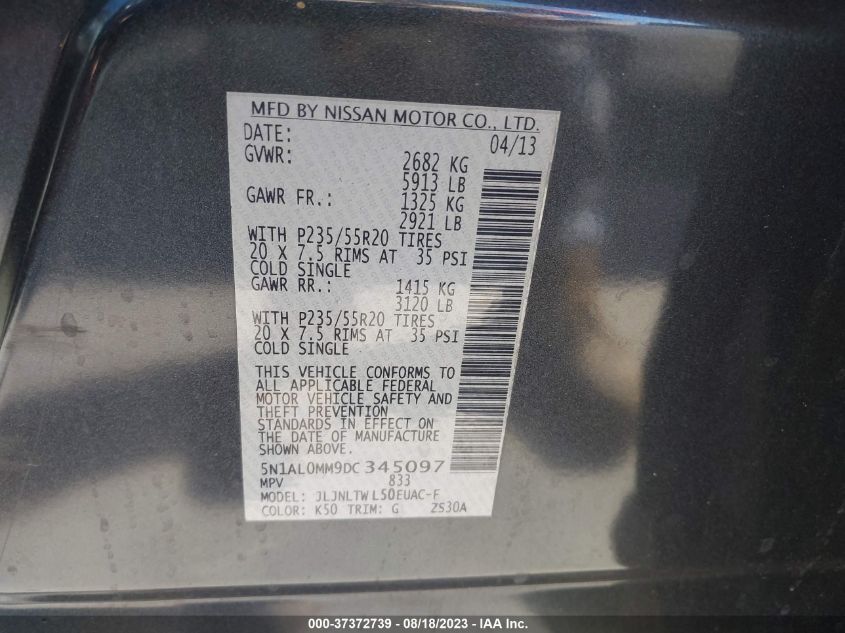 MFD BY NISSAN MOTOR CO., LTD.
DATE: 04/13
GVWR: 2682 KG
5913 LB
GAWR FR.: 1325 KG
2921 LB
WITH P235/55R20 TIRES
20 X 7.5 RIMS AT 35 PSI
COLD SINGLE
GAWR RR.: 1415 KG
3120 LB
WITH P235/55R20 TIRES
20 X 7.5 RIMS AT 35 PSI
COLD SINGLE
THIS VEHICLE CONFORMS TO
ALL APPLICABLE FEDERAL
MOTOR VEHICLE SAFETY AND
THEFT PREVENTION
STANDARDS IN EFFECT ON
THE DATE OF MANUFACTURE
SHOWN ABOVE.
5N1AL0MM9DC 345097
MPV 833
MODEL: JLJNLTWL50EUAC-F
COLOR: K50 TRIM: G ZS30A
000-37372739 - 08/18/2023 - IAA Inc.